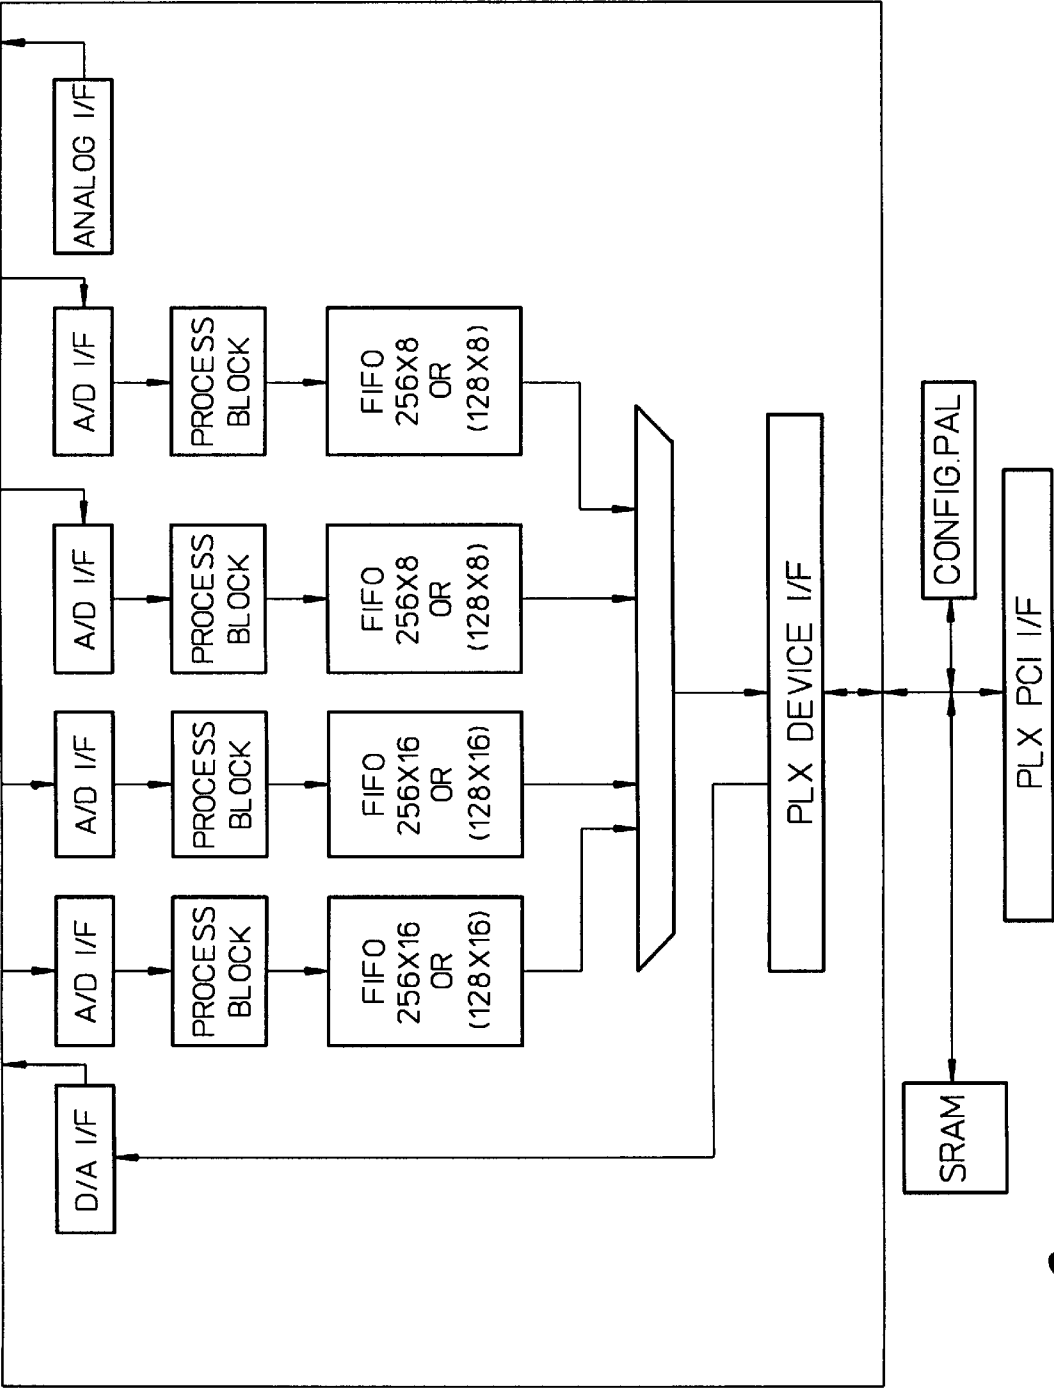 ANALOG I/F
A/D I/F
PROCESS
BLOCK
FIFO
256X8
OR
(128X8)
A/D I/F
PROCESS
BLOCK
FIFO
256X8
OR
(128X8)
A/D I/F
PROCESS
BLOCK
FIFO
256X16
OR
(128X16)
A/D I/F
PROCESS
BLOCK
FIFO
256X16
OR
(128X16)
D/A I/F
PLX DEVICE I/F
CONFIG.PAL
PLX PCI I/F
SRAM